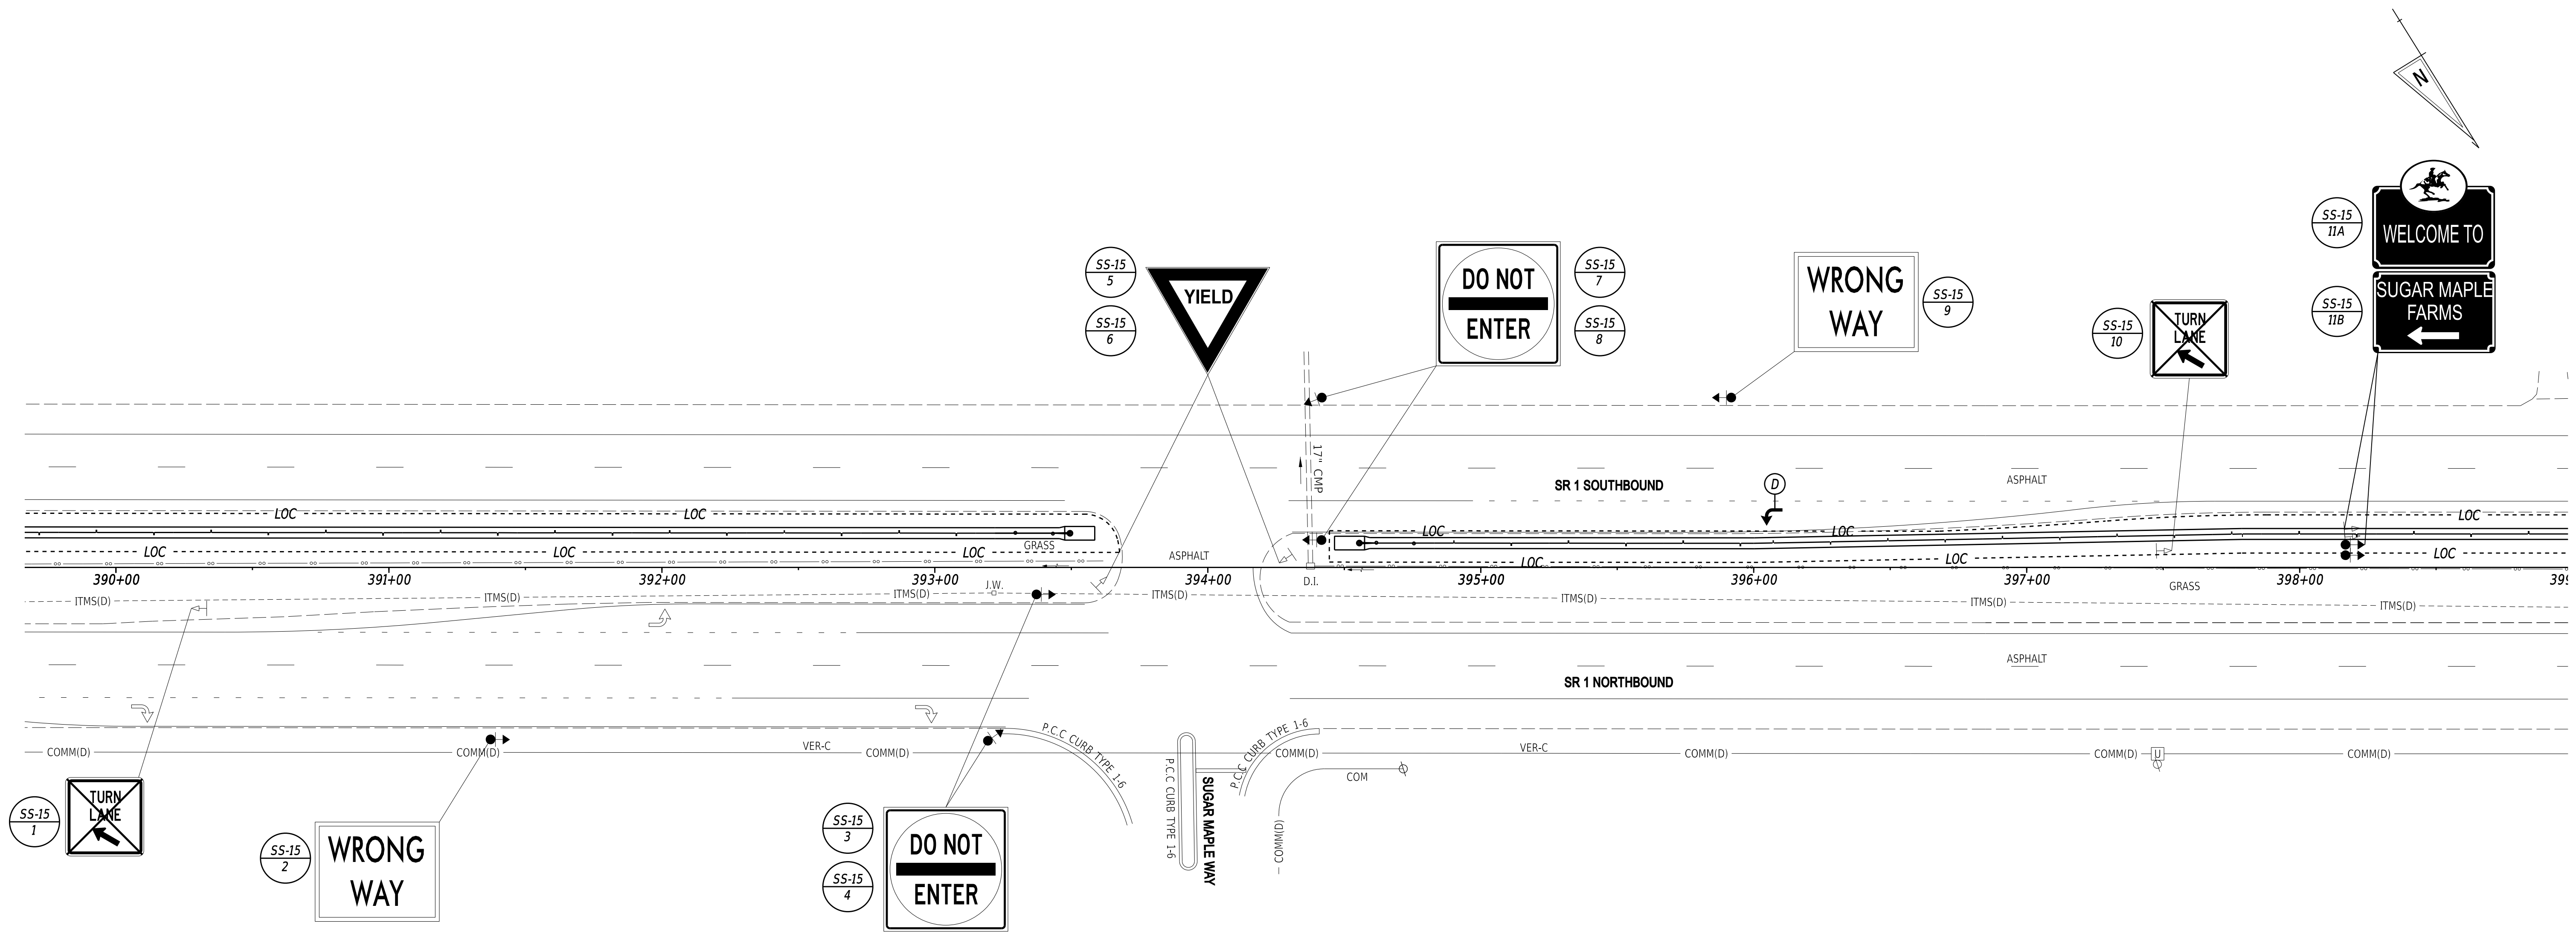 N
SS-15
11A
WELCOME TO
SS-15
11B
SUGAR MAPLE
FARMS
SS-15
5
SS-15
6
YIELD
DO NOT
ENTER
SS-15
7
SS-15
8
WRONG
WAY
SS-15
9
SS-15
10
TURN
LANE
17" CMP
SR 1 SOUTHBOUND
D
ASPHALT
LOC
LOC
LOC
LOC
LOC
LOC
LOC
LOC
GRASS
ASPHALT
LOC
LOC
LOC
390+00
391+00
392+00
393+00
394+00
395+00
396+00
397+00
398+00
399
J.W.
D.I.
GRASS
ITMS(D)
ITMS(D)
ITMS(D)
ITMS(D)
ITMS(D)
ITMS(D)
ITMS(D)
ASPHALT
SR 1 NORTHBOUND
P.C.C CURB TYPE 1-6
P.C.C CURB TYPE 1-6
COMM(D)
COMM(D)
VER-C
COMM(D)
COMM(D)
VER-C
COMM(D)
COMM(D)
U
COMM(D)
P.C.C CURB TYPE 1-6
SUGAR MAPLE WAY
COM
COMM(D)
SS-15
1
TURN
LANE
SS-15
2
WRONG
WAY
SS-15
3
SS-15
4
DO NOT
ENTER